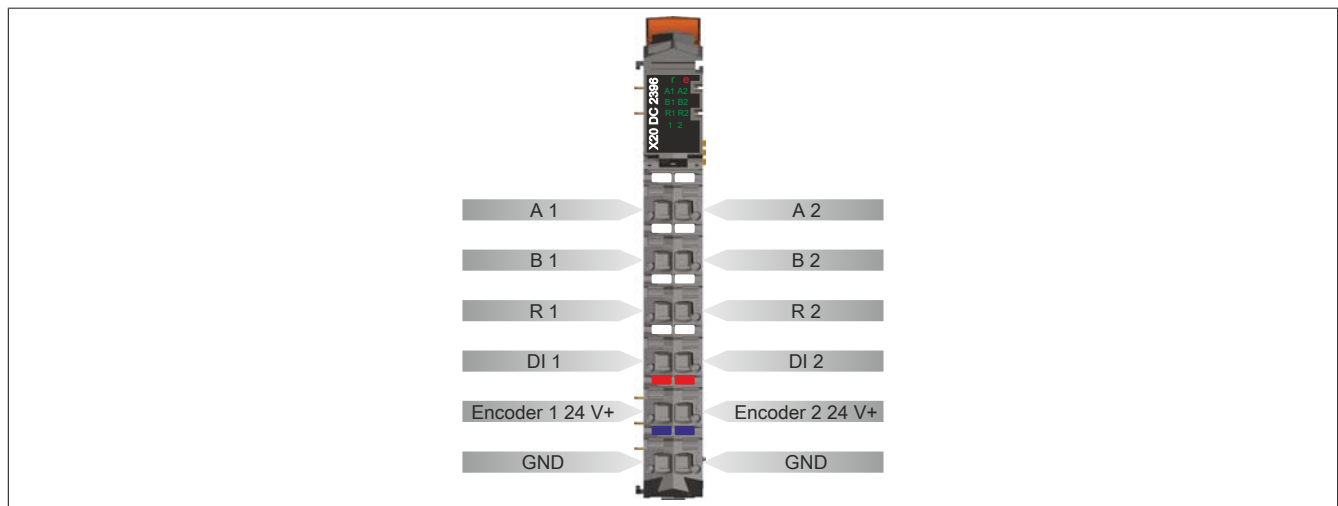 X20 DC 2396
r e
A1 A2
B1 B2
R1 R2
1 2
A 1
A 2
B 1
B 2
R 1
R 2
DI 1
DI 2
Encoder 1 24 V+
Encoder 2 24 V+
GND
GND